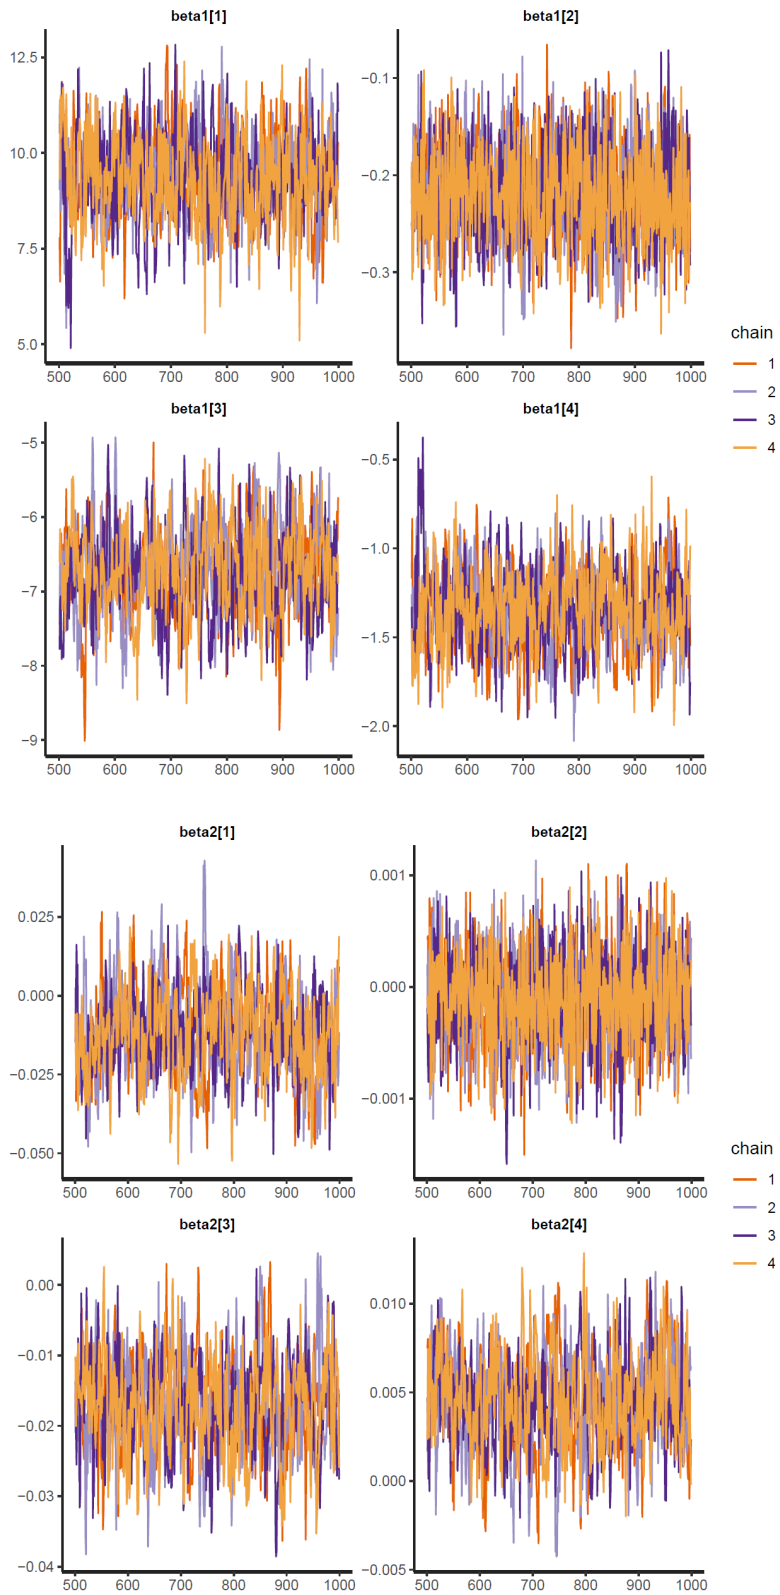 beta1[1]
beta1[2]
12.5
10.0
7.5
5.0
500 600 700 800 900 1000
−0.1
−0.2
−0.3
500 600 700 800 900 1000
beta1[3]
beta1[4]
−5
−6
−7
−8
−9
500 600 700 800 900 1000
−0.5
−1.0
−1.5
−2.0
500 600 700 800 900 1000
chain
1
2
3
4
beta2[1]
beta2[2]
0.025
0.000
−0.025
−0.050
500 600 700 800 900 1000
0.001
0.000
−0.001
500 600 700 800 900 1000
beta2[3]
beta2[4]
0.00
−0.01
−0.02
−0.03
−0.04
500 600 700 800 900 1000
0.010
0.005
0.000
−0.005
500 600 700 800 900 1000
chain
1
2
3
4